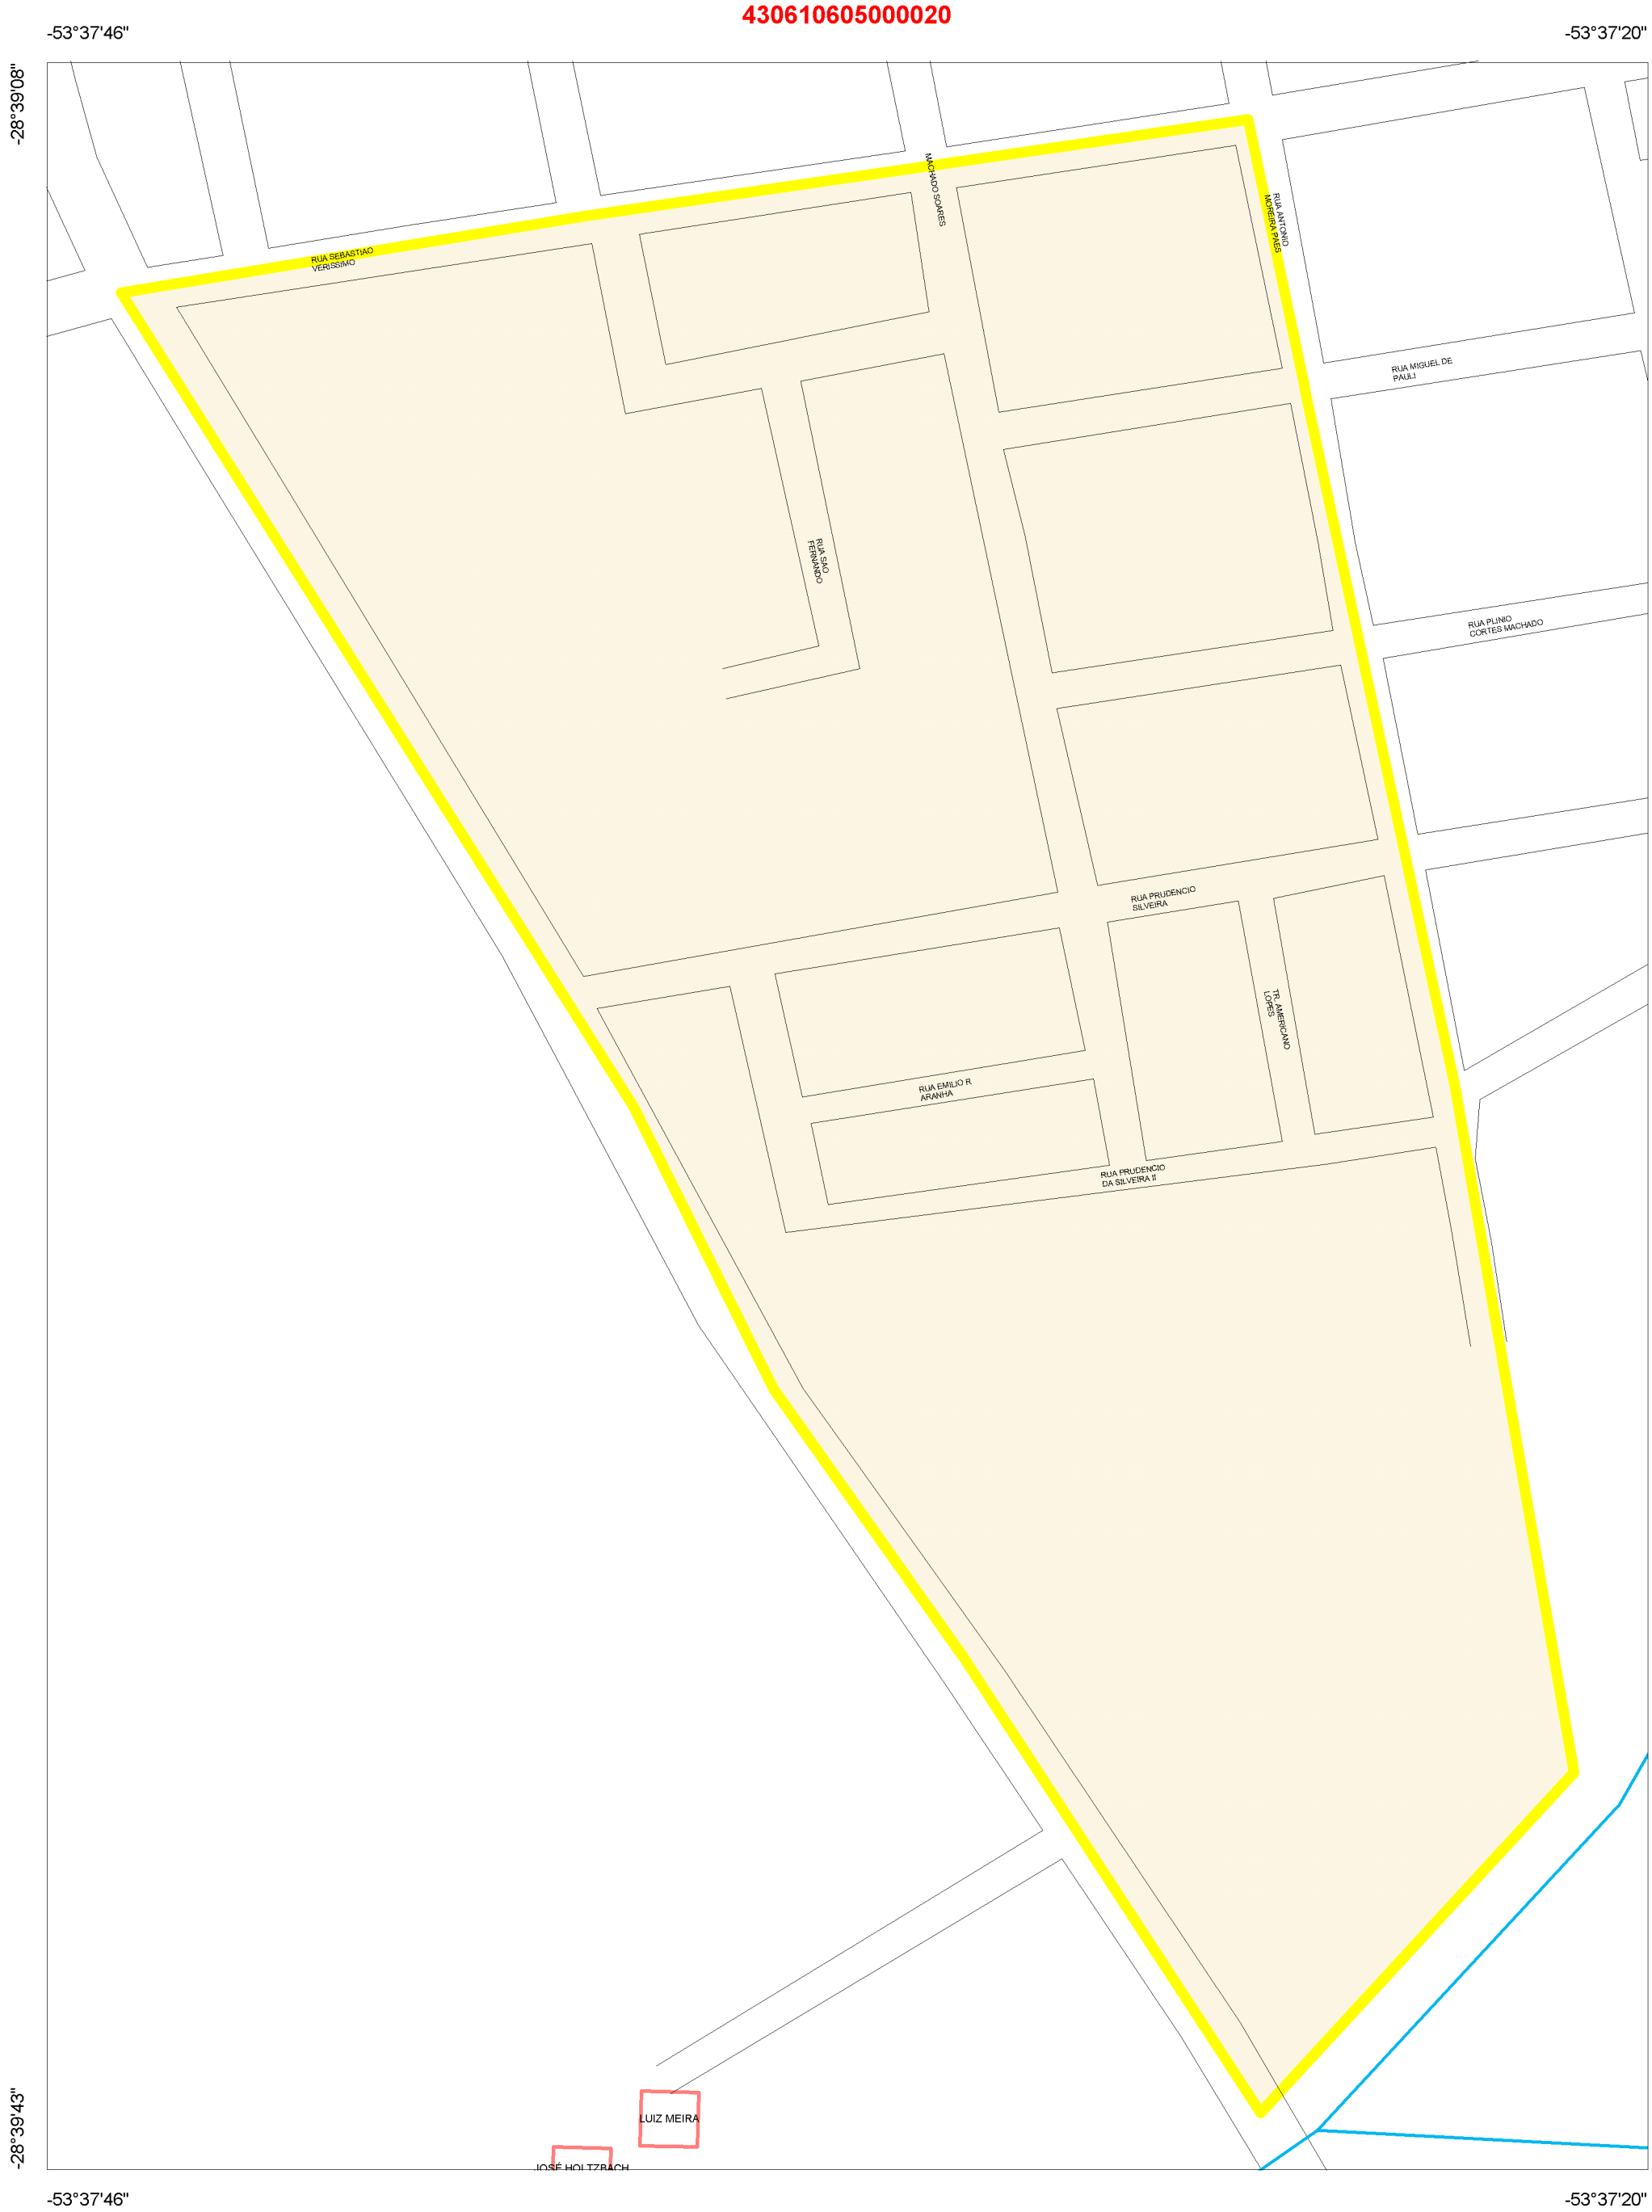 430610605000020
-53°37'46"
-53°37'20"
-28°39'08"
MACHADO SOARES
RUA ANTONIO
MOREIRA PAES
RUA SEBASTIAO
VERISSIMO
RUA MIGUEL DE
PAULI
RUA SAO
FERNANDO
RUA PLINIO
CORTES MACHADO
RUA PRUDENCIO
SILVEIRA
TR. AMERICANO
LOPES
RUA EMILIO R
ARANHA
RUA PRUDENCIO
DA SILVEIRA II
LUIZ MEIRA
JOSÉ HOLTZBACH
-28°39'43"
-53°37'46"
-53°37'20"